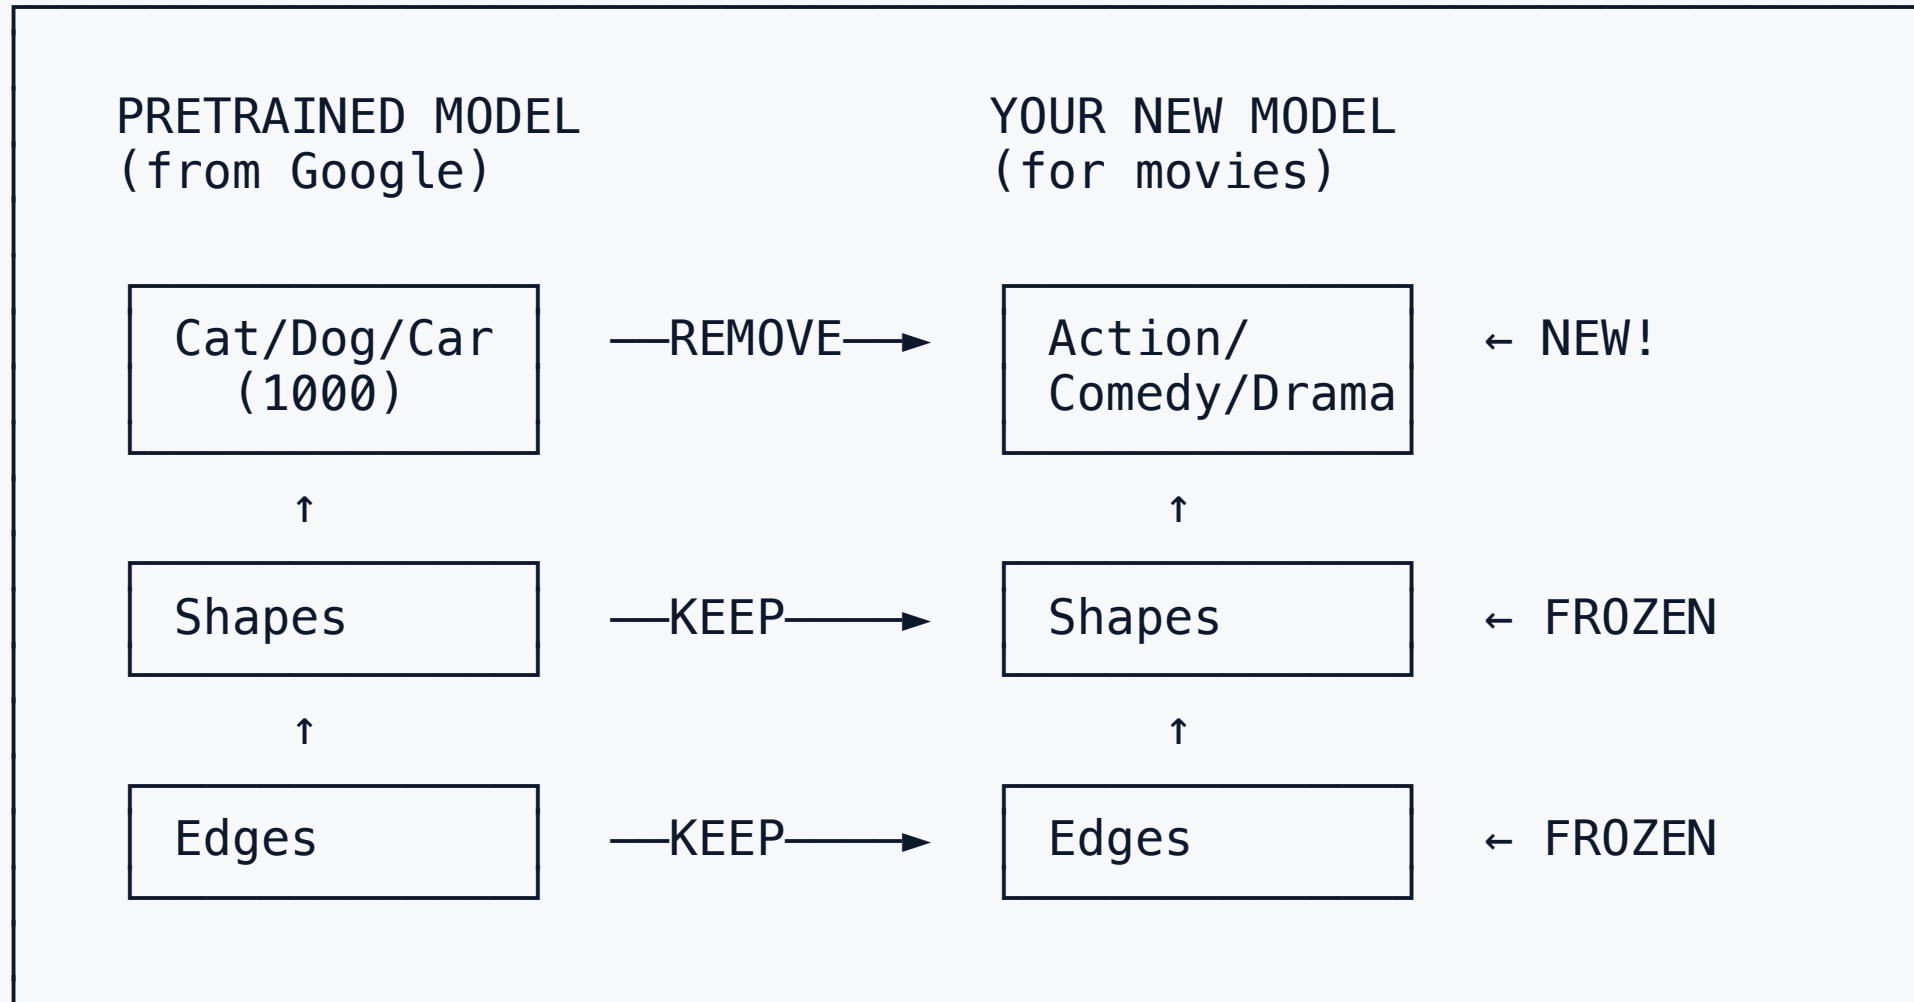 PRETRAINED MODEL YOUR NEW MODEL
(from Google) (for movies)
Cat/Dog/Car ──REMOVE──► Action/ ← NEW!
(1000) Comedy/Drama
↑ ↑
Shapes ──KEEP────► Shapes ← FROZEN
↑ ↑
Edges ──KEEP────► Edges ← FROZEN